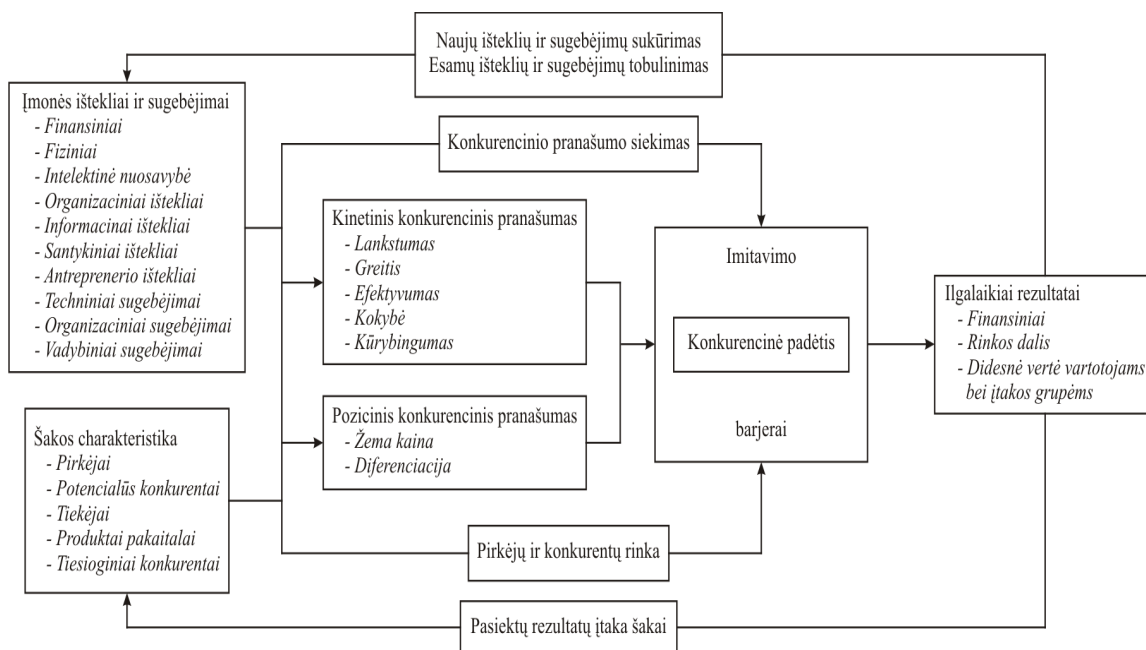 Naujų išteklių ir sugebėjimų sukūrimas
Esamų išteklių ir sugebėjimų tobulinimas
Įmonės ištekliai ir sugebėjimai
- Finansiniai
- Fiziniai
- Intelektinė nuosavybė
- Organizaciniai ištekliai
- Informacinai ištekliai
- Santykiniai ištekliai
- Antreprenerio ištekliai
- Techniniai sugebėjimai
- Organizaciniai sugebėjimai
- Vadybiniai sugebėjimai
Konkurencinio pranašumo siekimas
Kinetinis konkurencinis pranašumas
- Lankstumas
- Greitis
- Efektyvumas
- Kokybė
- Kūrybingumas
Imitavimo
Konkurencinė padėtis
barjerai
Ilgalaikiai rezultatai
- Finansiniai
- Rinkos dalis
- Didesnė vertė vartotojams
bei įtakos grupėms
Šakos charakteristika
- Pirkėjai
- Potencialūs konkurentai
- Tiekėjai
- Produktai pakaitalai
- Tiesioginiai konkurentai
Pozicinis konkurencinis pranašumas
- Žema kaina
- Diferenciacija
Pirkėjų ir konkurentų rinka
Pasiektų rezultatų įtaka šakai